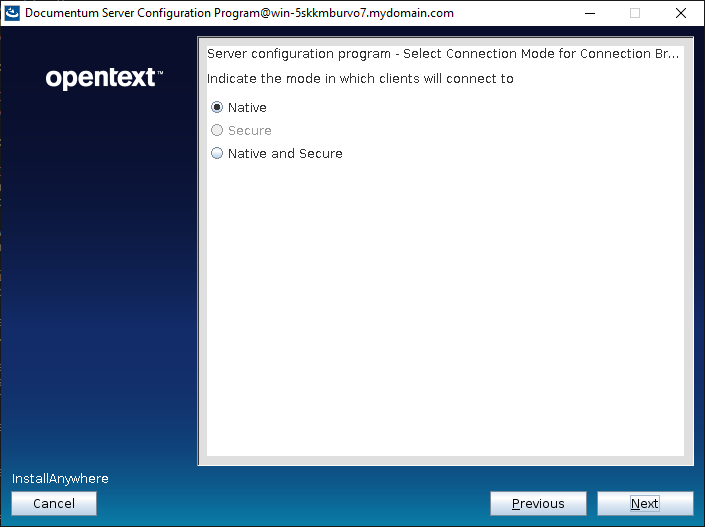 Documentum Server Configuration Program@win-5skkmburvo7.mydomain.com
opentext™
Server configuration program - Select Connection Mode for Connection Br...
Indicate the mode in which clients will connect to
Native
Secure
Native and Secure
InstallAnywhere
Cancel
Previous
Next